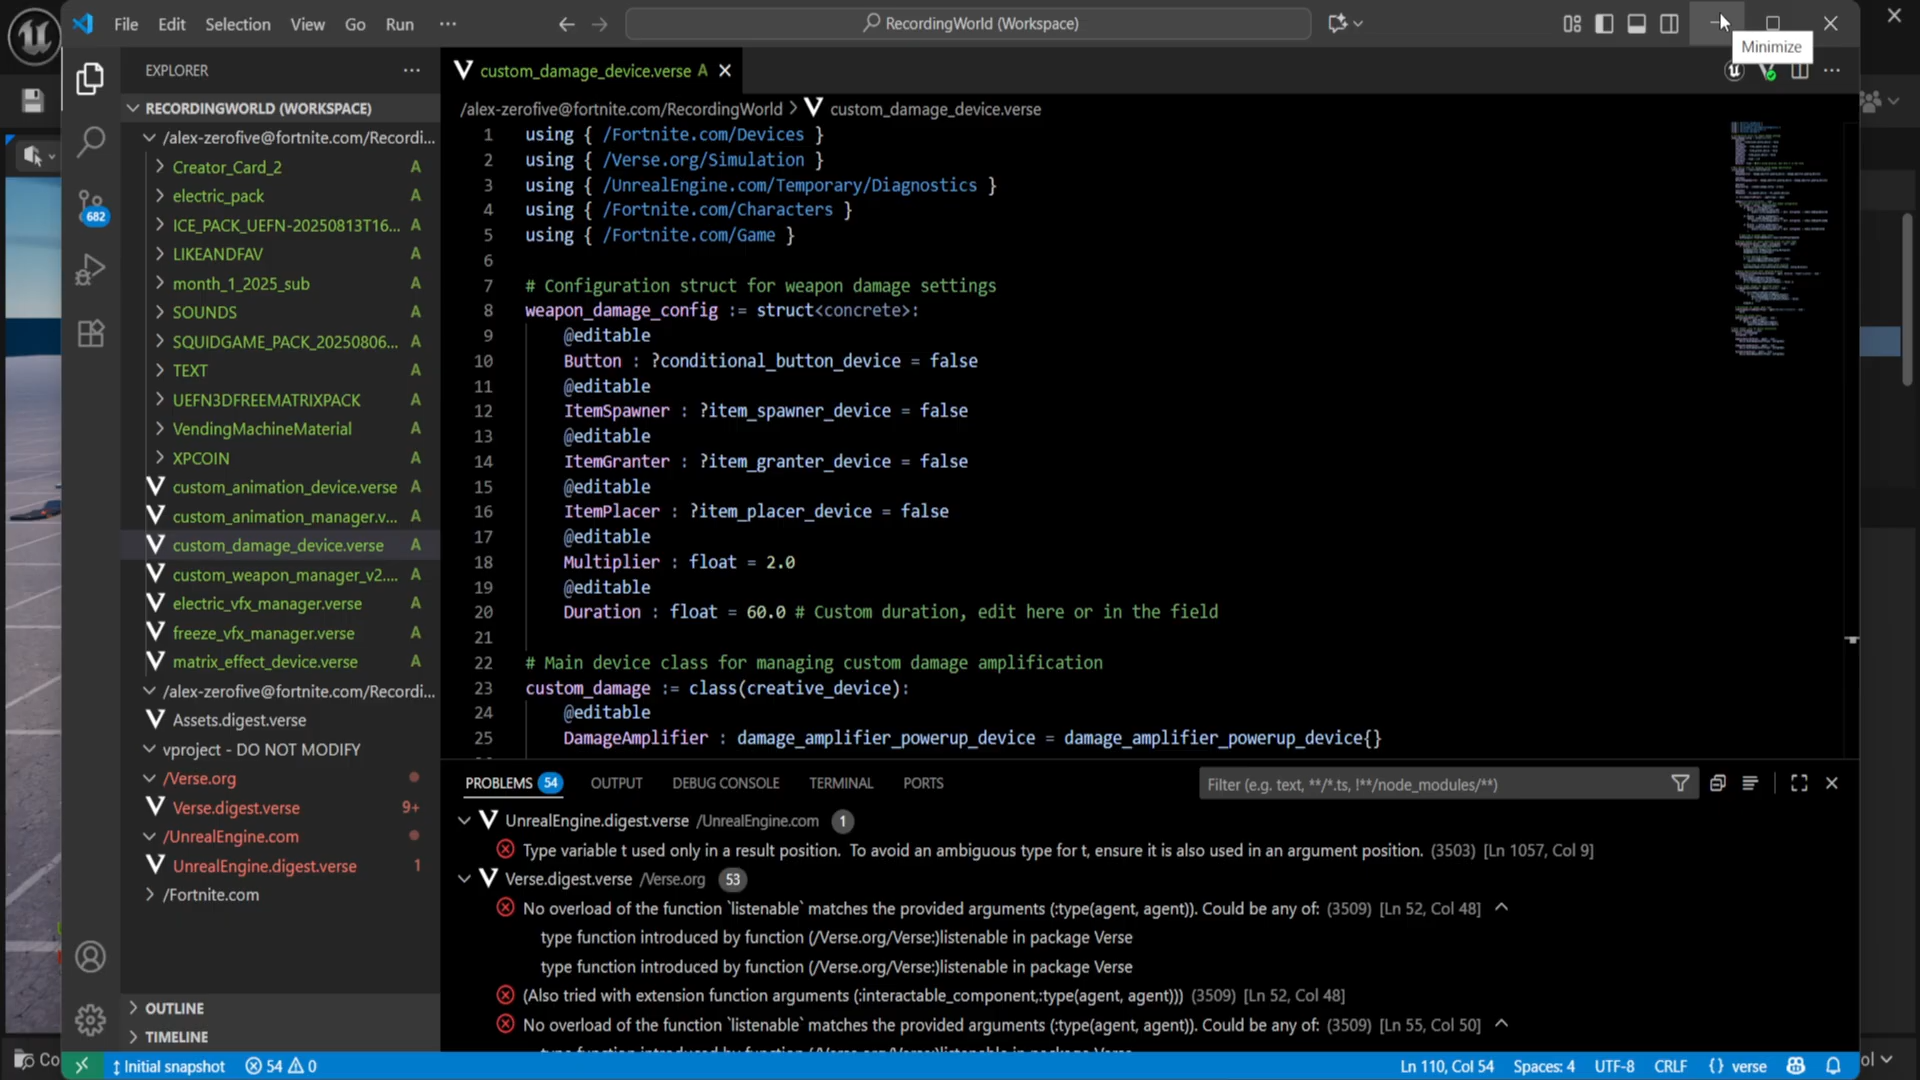 File Edit Selection View Go Run ··· RecordingWorld (Workspace)
Minimize
EXPLORER ···
custom_damage_device.verse A
RECORDINGWORLD (WORKSPACE)
/alex-zerofive@fortnite.com/Recordi...
Creator_Card_2 A
electric_pack A
ICE_PACK_UEFN-20250813T16... A
LIKEANDFAV A
month_1_2025_sub A
SOUNDS A
SQUIDGAME_PACK_20250806... A
TEXT A
UEFN3DFREEMATRIXPACK A
VendingMachineMaterial A
XPCOIN A
custom_animation_device.verse A
custom_animation_manager.v... A
custom_damage_device.verse A
custom_weapon_manager_v2.... A
electric_vfx_manager.verse A
freeze_vfx_manager.verse A
matrix_effect_device.verse A
/alex-zerofive@fortnite.com/Recordi...
Assets.digest.verse
vproject - DO NOT MODIFY
/Verse.org
Verse.digest.verse 9+
/UnrealEngine.com
UnrealEngine.digest.verse 1
/Fortnite.com
OUTLINE
TIMELINE
682
/alex-zerofive@fortnite.com/RecordingWorld > custom_damage_device.verse
1 using { /Fortnite.com/Devices }
2 using { /Verse.org/Simulation }
3 using { /UnrealEngine.com/Temporary/Diagnostics }
4 using { /Fortnite.com/Characters }
5 using { /Fortnite.com/Game }
6
7 # Configuration struct for weapon damage settings
8 weapon_damage_config := struct<concrete>:
9 @editable
10 Button : ?conditional_button_device = false
11 @editable
12 ItemSpawner : ?item_spawner_device = false
13 @editable
14 ItemGranter : ?item_granter_device = false
15 @editable
16 ItemPlacer : ?item_placer_device = false
17 @editable
18 Multiplier : float = 2.0
19 @editable
20 Duration : float = 60.0 # Custom duration, edit here or in the field
21
22 # Main device class for managing custom damage amplification
23 custom_damage := class(creative_device):
24 @editable
25 DamageAmplifier : damage_amplifier_powerup_device = damage_amplifier_powerup_device{}
PROBLEMS 54 OUTPUT DEBUG CONSOLE TERMINAL PORTS Filter (e.g. text, **/*.ts, !**/node_modules/**)
UnrealEngine.digest.verse /UnrealEngine.com 1
Type variable t used only in a result position. To avoid an ambiguous type for t, ensure it is also used in an argument position. (3503) [Ln 1057, Col 9]
Verse.digest.verse /Verse.org 53
No overload of the function `listenable` matches the provided arguments (:type(agent, agent)). Could be any of: (3509) [Ln 52, Col 48]
type function introduced by function (/Verse.org/Verse:)listenable in package Verse
type function introduced by function (/Verse.org/Verse:)listenable in package Verse
(Also tried with extension function arguments (:interactable_component,:type(agent, agent))) (3509) [Ln 52, Col 48]
No overload of the function `listenable` matches the provided arguments (:type(agent, agent)). Could be any of: (3509) [Ln 55, Col 50]
Co
Initial snapshot 54 0 Ln 110, Col 54 Spaces: 4 UTF-8 CRLF {} verse
ol